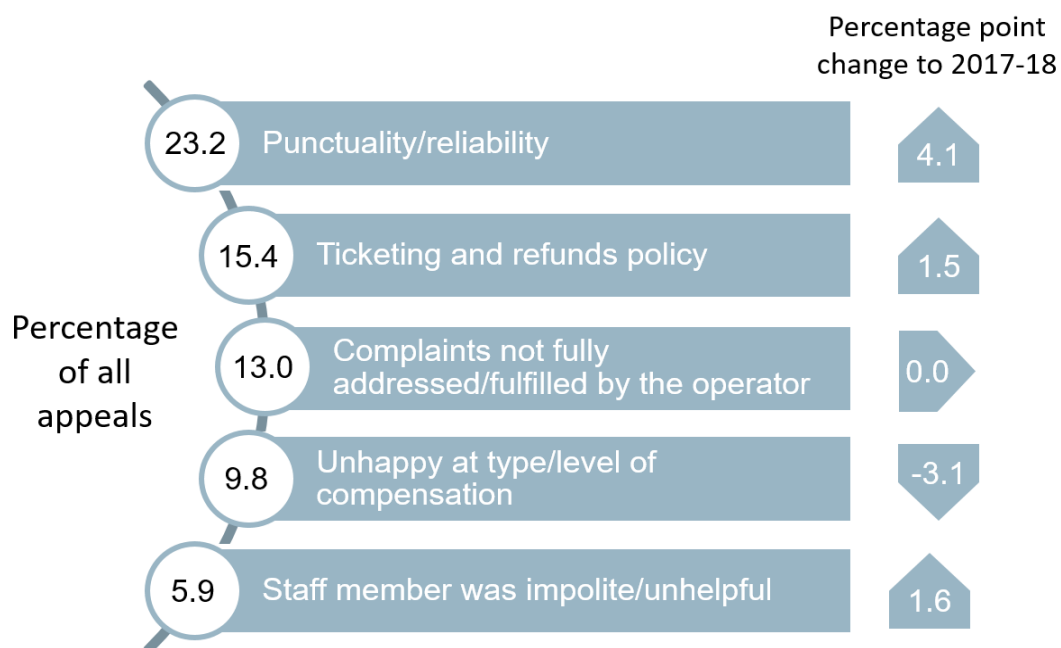 Percentage point
change to 2017-18
23.2
Punctuality/reliability
4.1
15.4
Ticketing and refunds policy
1.5
Percentage
of all
appeals
13.0
Complaints not fully
addressed/fulfilled by the operator
0.0
9.8
Unhappy at type/level of
compensation
-3.1
5.9
Staff member was impolite/unhelpful
1.6